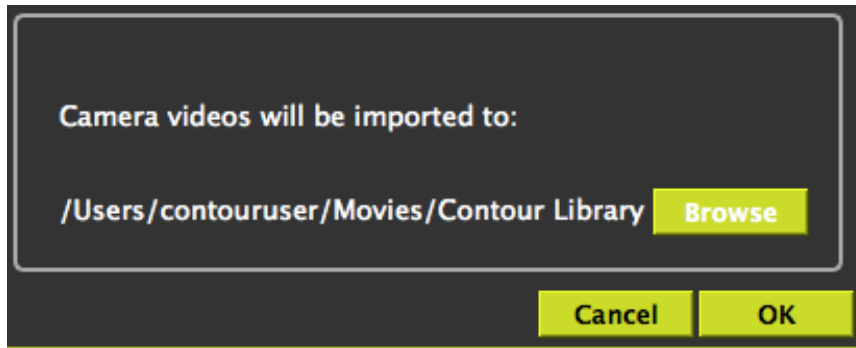 Camera videos will be imported to:
/Users/contouruser/Movies/Contour Library Browse
Cancel OK